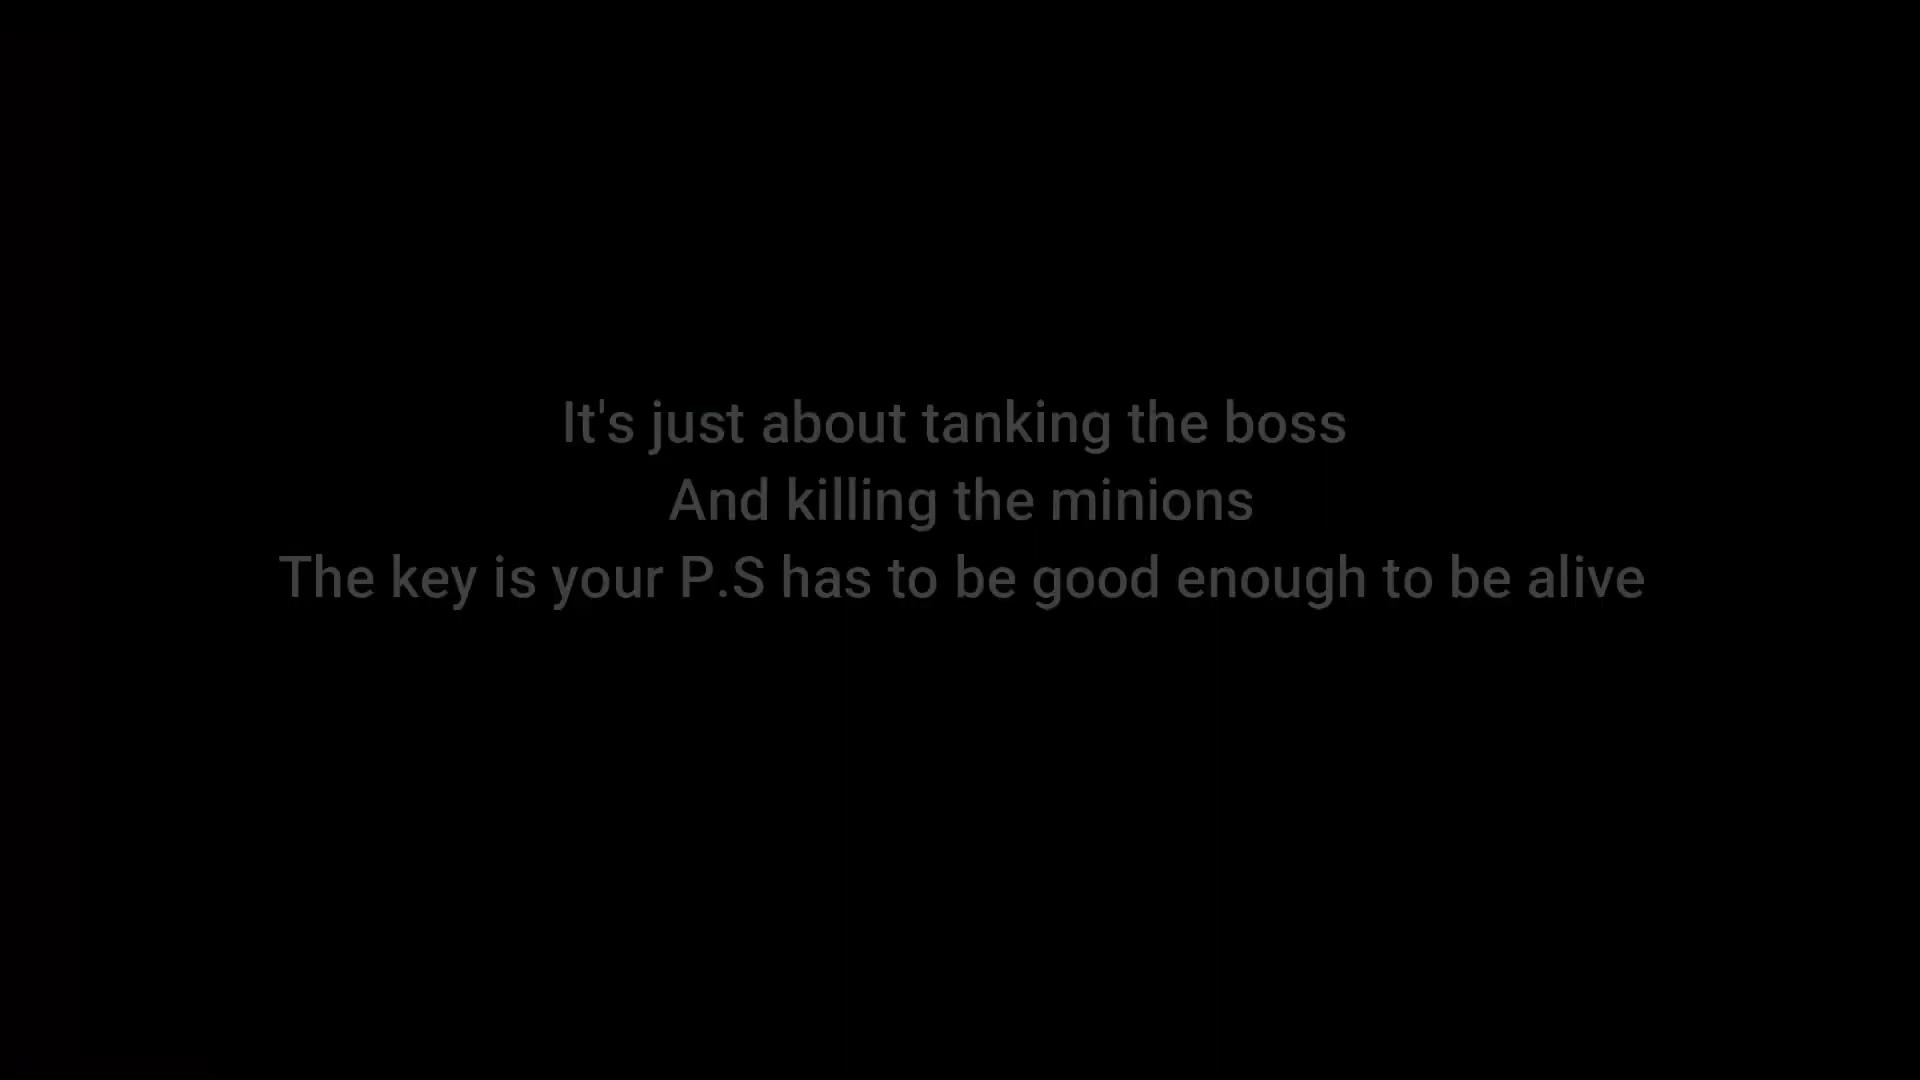 It's just about tanking the boss
And killing the minions
The key is your P.S has to be good enough to be alive